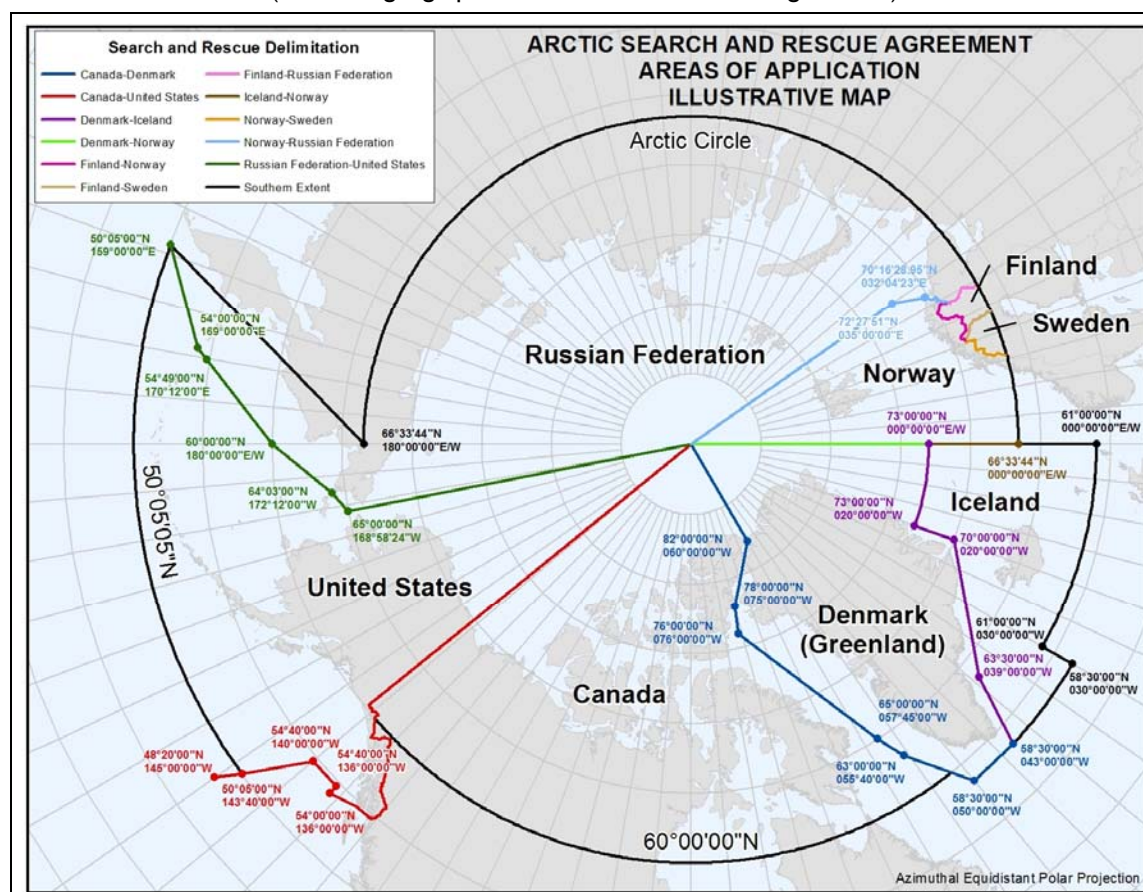 ARCTIC SEARCH AND RESCUE AGREEMENT
AREAS OF APPLICATION
ILLUSTRATIVE MAP
Search and Rescue Delimitation
Canada-Denmark
Finland-Russian Federation
Canada-United States
Iceland-Norway
Denmark-Iceland
Norway-Sweden
Denmark-Norway
Norway-Russian Federation
Finland-Norway
Russian Federation-United States
Finland-Sweden
Southern Extent
Arctic Circle
50°05'00"N
159°00'00"E
54°00'00"N
169°00'00"E
54°49'00"N
170°12'00"E
60°00'00"N
180°00'00"E/W
64°03'00"N
172°12'00"W
65°00'00"N
168°58'24"W
66°33'44"N
180°00'00"E/W
50°05'05"N
Russian Federation
70°16'28.95"N
032°04'23"E
72°27'51"N
035°00'00"E
Finland
Sweden
Norway
73°00'00"N
000°00'00"E/W
61°00'00"N
000°00'00"E/W
66°33'44"N
000°00'00"E/W
Iceland
73°00'00"N
020°00'00"W
70°00'00"N
020°00'00"W
82°00'00"N
060°00'00"W
78°00'00"N
075°00'00"W
76°00'00"N
076°00'00"W
United States
Denmark
(Greenland)
61°00'00"N
030°00'00"W
58°30'00"N
030°00'00"W
63°30'00"N
039°00'00"W
Canada
65°00'00"N
057°45'00"W
63°00'00"N
055°40'00"W
58°30'00"N
043°00'00"W
58°30'00"N
050°00'00"W
54°40'00"N
140°00'00"W
54°40'00"N
136°00'00"W
48°20'00"N
145°00'00"W
50°05'00"N
143°40'00"W
54°00'00"N
136°00'00"W
60°00'00"N
Azimuthal Equidistant Polar Projection